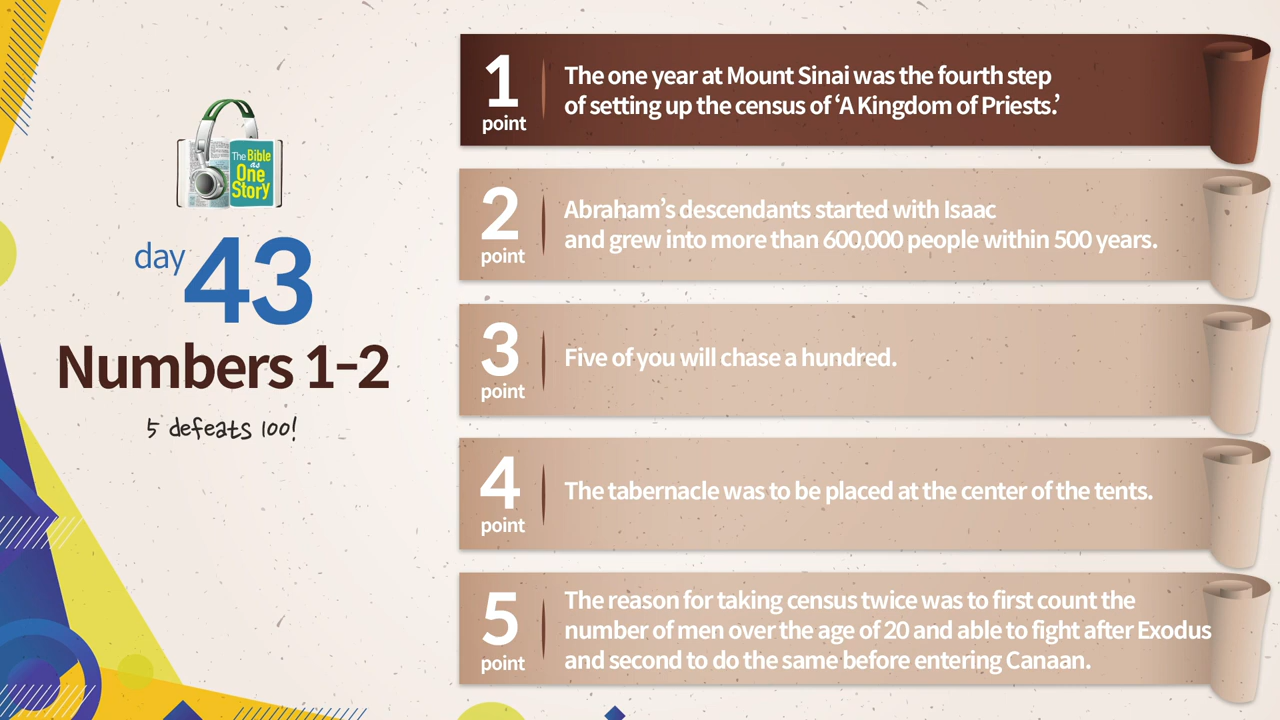 The Bible
as
One
Story
day 43
Numbers 1-2
5 defeats 100!
1
point
The one year at Mount Sinai was the fourth step
of setting up the census of ‘A Kingdom of Priests.’
2
point
Abraham’s descendants started with Isaac
and grew into more than 600,000 people within 500 years.
3
point
Five of you will chase a hundred.
4
point
The tabernacle was to be placed at the center of the tents.
5
point
The reason for taking census twice was to first count the
number of men over the age of 20 and able to fight after Exodus
and second to do the same before entering Canaan.